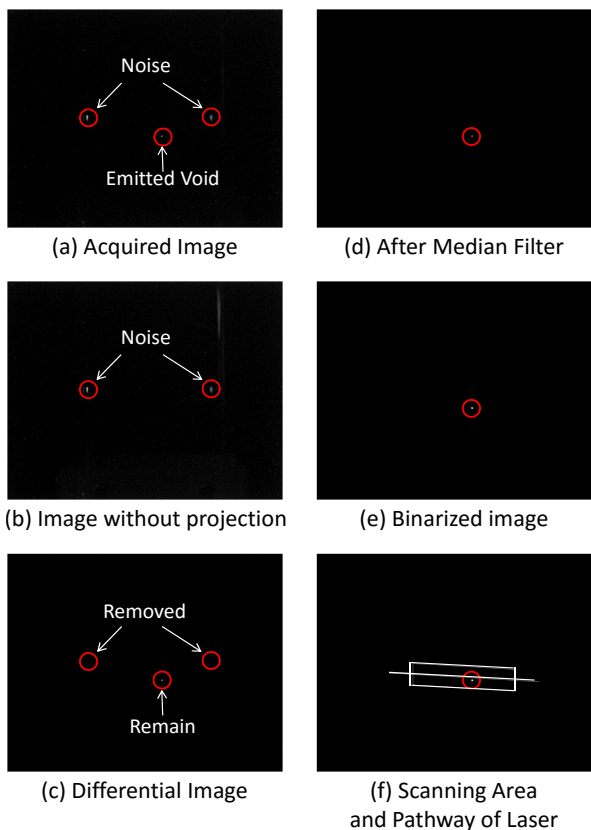 Noise
Emitted Void
(a) Acquired Image
(d) After Median Filter
Noise
(b) Image without projection
(e) Binarized image
Removed
Remain
(c) Differential Image
(f) Scanning Area
and Pathway of Laser